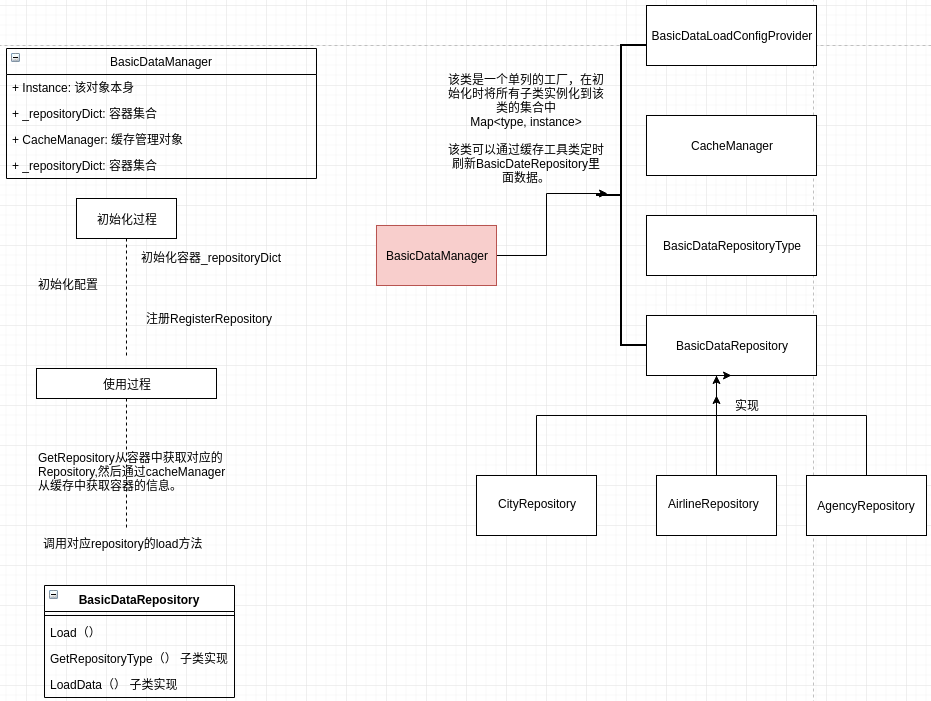 BasicDataManager
+ Instance: 该对象本身
+ _repositoryDict: 容器集合
+ CacheManager: 缓存管理对象
+ _repositoryDict: 容器集合
初始化过程
初始化容器_repositoryDict
初始化配置
注册RegisterRepository
使用过程
GetRepository从容器中获取对应的
Repository,然后通过cacheManager
从缓存中获取容器的信息。
调用对应repository的load方法
BasicDataRepository
Load（）
GetRepositoryType（） 子类实现
LoadData（） 子类实现
该类是一个单列的工厂，在初
始化时将所有子类实例化到该
类的集合中
Map<type, instance>
该类可以通过缓存工具类定时
刷新BasicDateRepository里
面数据。
BasicDataManager
BasicDataLoadConfigProvider
CacheManager
BasicDataRepositoryType
BasicDataRepository
实现
CityRepository
AirlineRepository
AgencyRepository